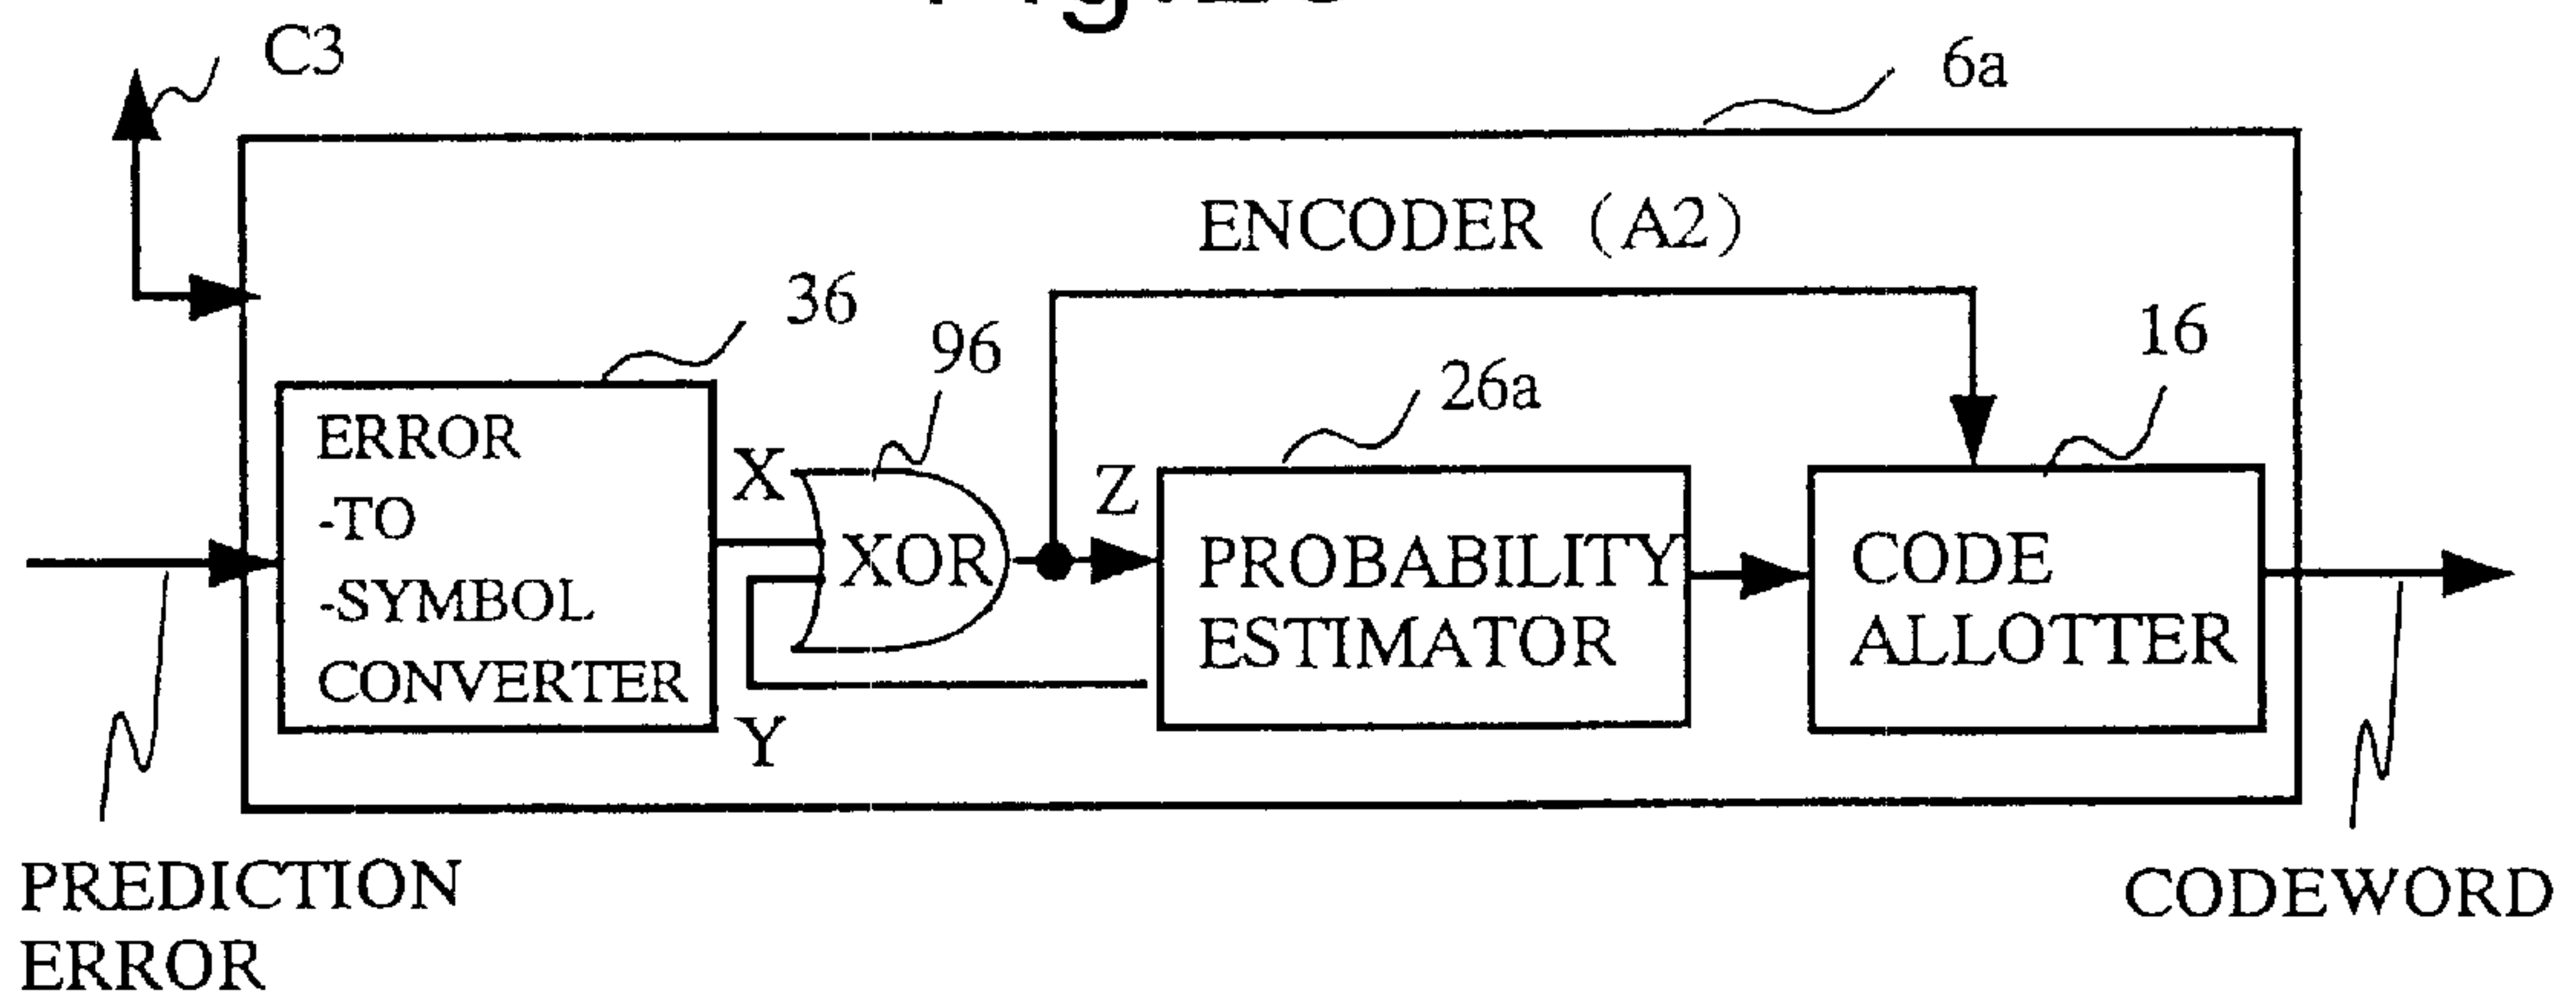 C3
6a
ENCODER (A2)
36
96
26a
16
ERROR
-TO
-SYMBOL
CONVERTER
X
Y
XOR
Z
PROBABILITY
ESTIMATOR
CODE
ALLOTTER
PREDICTION
ERROR
CODEWORD